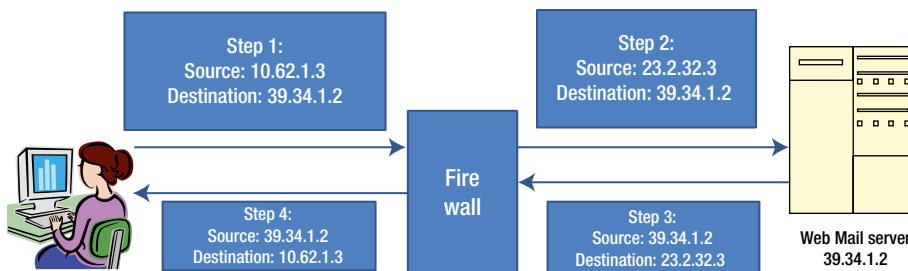 Step 1:
Source: 10.62.1.3
Destination: 39.34.1.2
Step 2:
Source: 23.2.32.3
Destination: 39.34.1.2
Fire
wall
Step 4:
Source: 39.34.1.2
Destination: 10.62.1.3
Step 3:
Source: 39.34.1.2
Destination: 23.2.32.3
Web Mail server
39.34.1.2